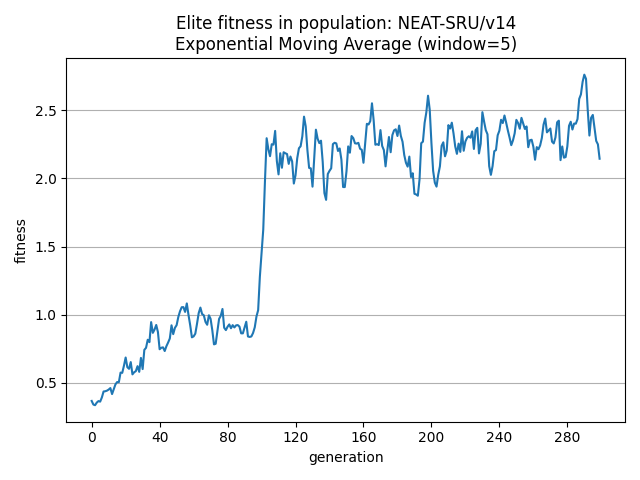 Elite fitness in population: NEAT-SRU/v14
Exponential Moving Average (window=5)
fitness
2.5
2.0
1.5
1.0
0.5
0 40 80 120 160 200 240 280
generation